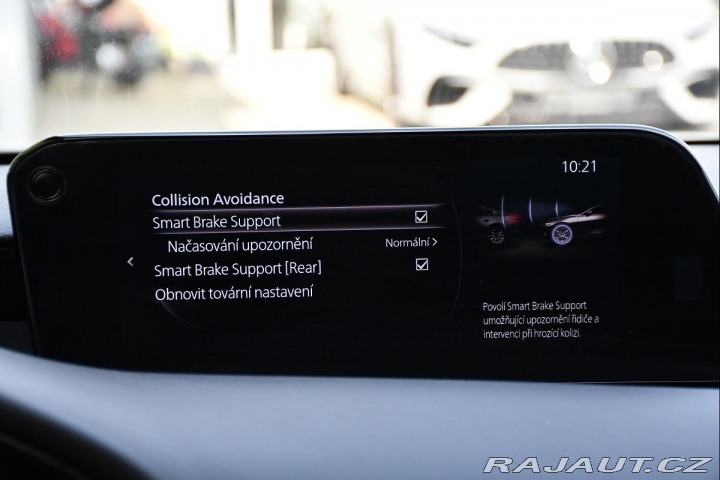 10:21
Collision Avoidance
Smart Brake Support
Načasování upozornění Normální
Smart Brake Support [Rear]
Obnovit tovární nastavení
Povolí Smart Brake Support
umožňující upozornění řidiče a
intervenci při hrozící kolizi.
RAJAUT.CZ